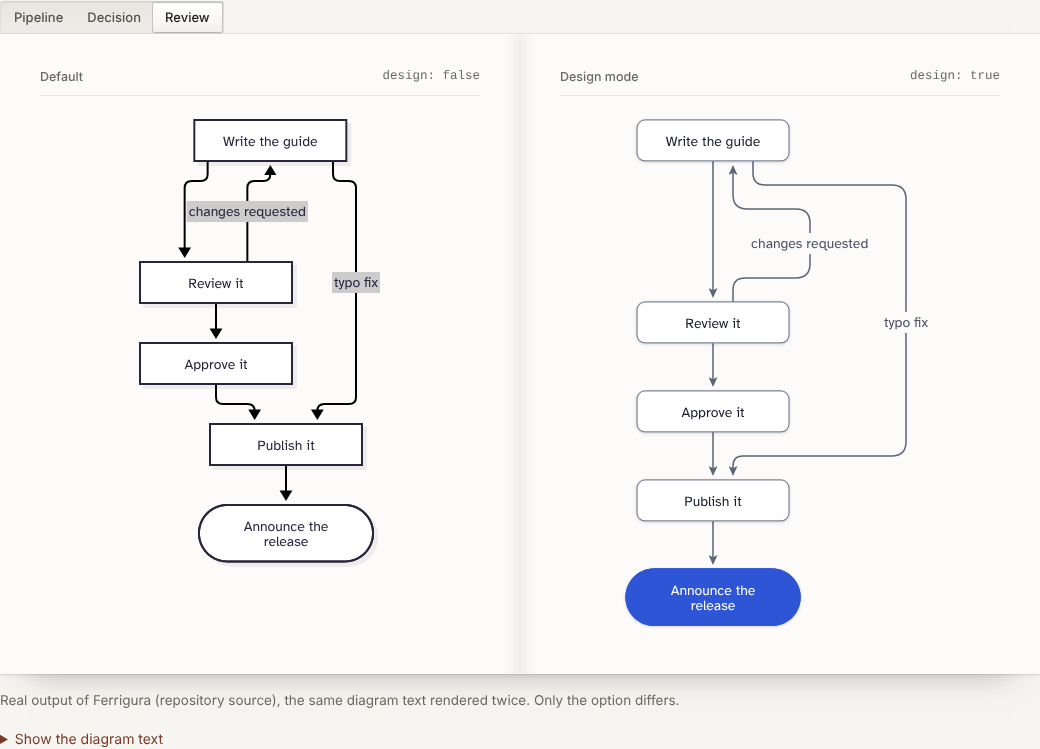 Pipeline
Decision
Review
Default
design: false
Write the guide
changes requested
Review it
typo fix
Approve it
Publish it
Announce the
release
Design mode
design: true
Write the guide
changes requested
Review it
typo fix
Approve it
Publish it
Announce the
release
Real output of Ferrigura (repository source), the same diagram text rendered twice. Only the option differs.
Show the diagram text